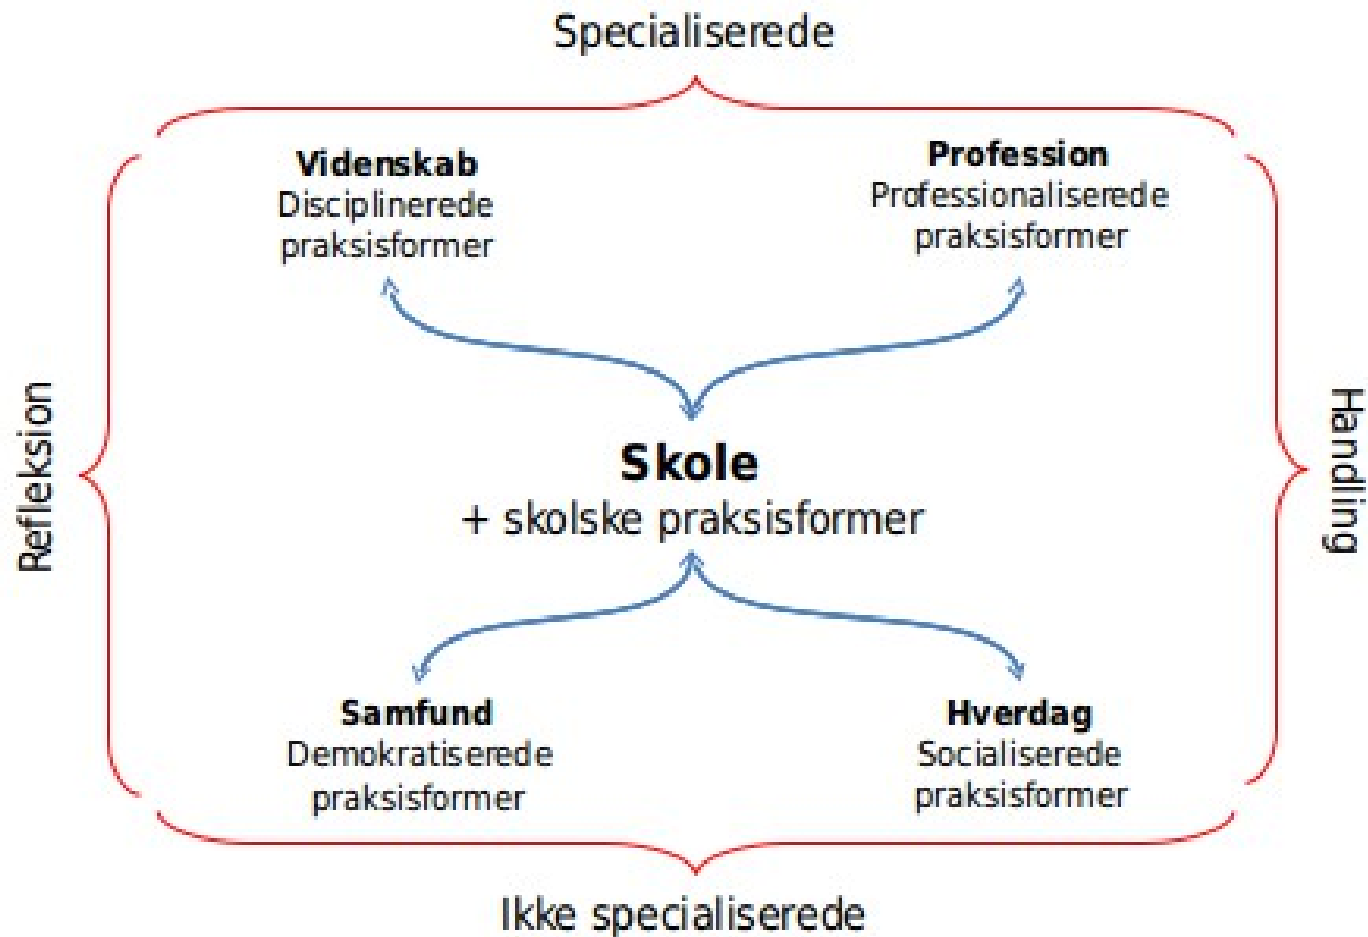 Specialiserede
Videnskab
Disciplinerede
praksisformer
Profession
Professionaliserede
praksisformer
Refleksion
Handling
Skole
+ skolske praksisformer
Samfund
Demokratiserede
praksisformer
Hverdag
Socialiserede
praksisformer
Ikke specialiserede